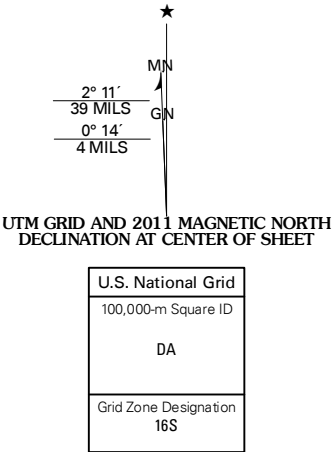 ★
MN
2° 11´
39 MILS
GN
0° 14´
4 MILS
UTM GRID AND 2011 MAGNETIC NORTH
DECLINATION AT CENTER OF SHEET
U.S. National Grid
100,000-m Square ID
DA
Grid Zone Designation
16S